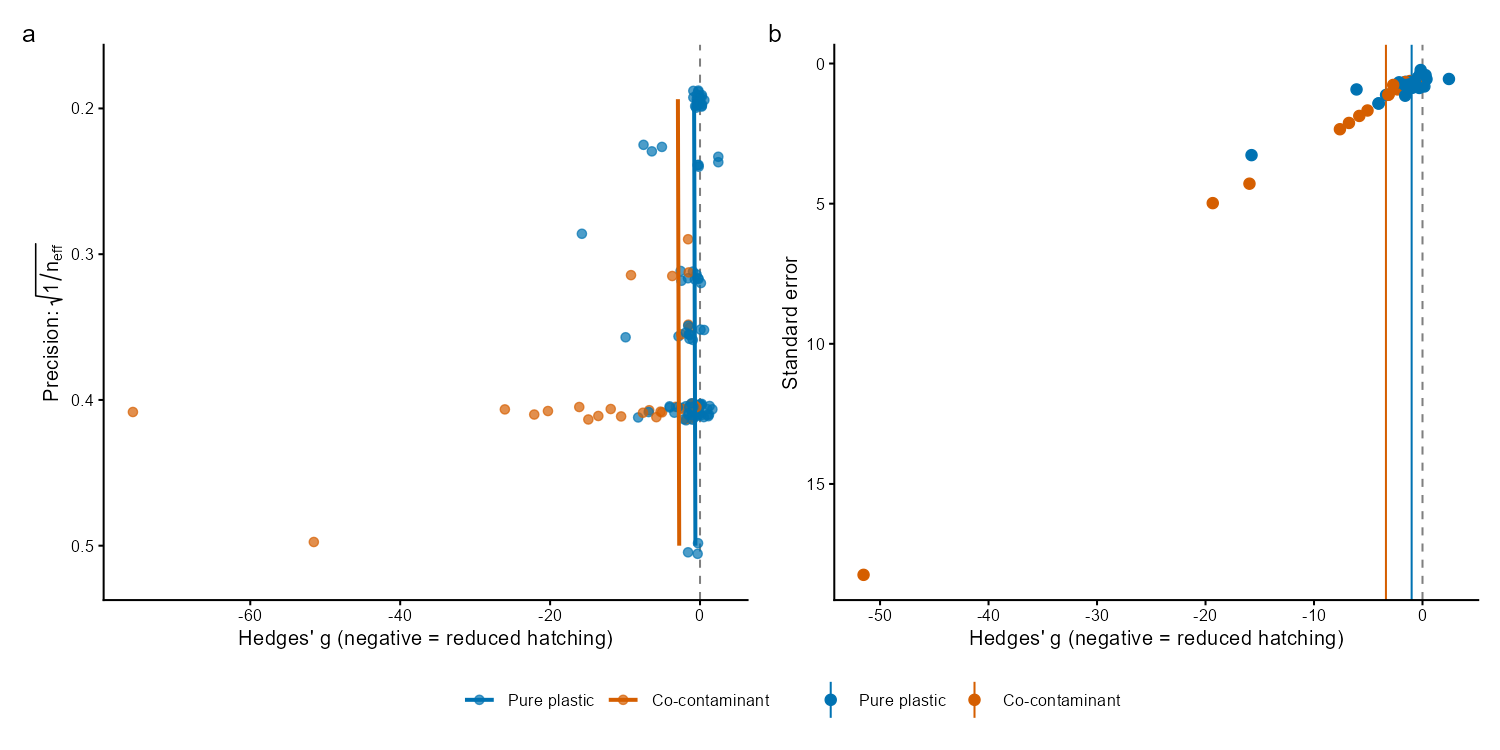 a
0.2
0.3
0.4
0.5
Precision: √1/n_eff
-60
-40
-20
0
Hedges' g (negative = reduced hatching)
b
0
5
10
15
Standard error
-50
-40
-30
-20
-10
0
Hedges' g (negative = reduced hatching)
Pure plastic
Co-contaminant
Pure plastic
Co-contaminant